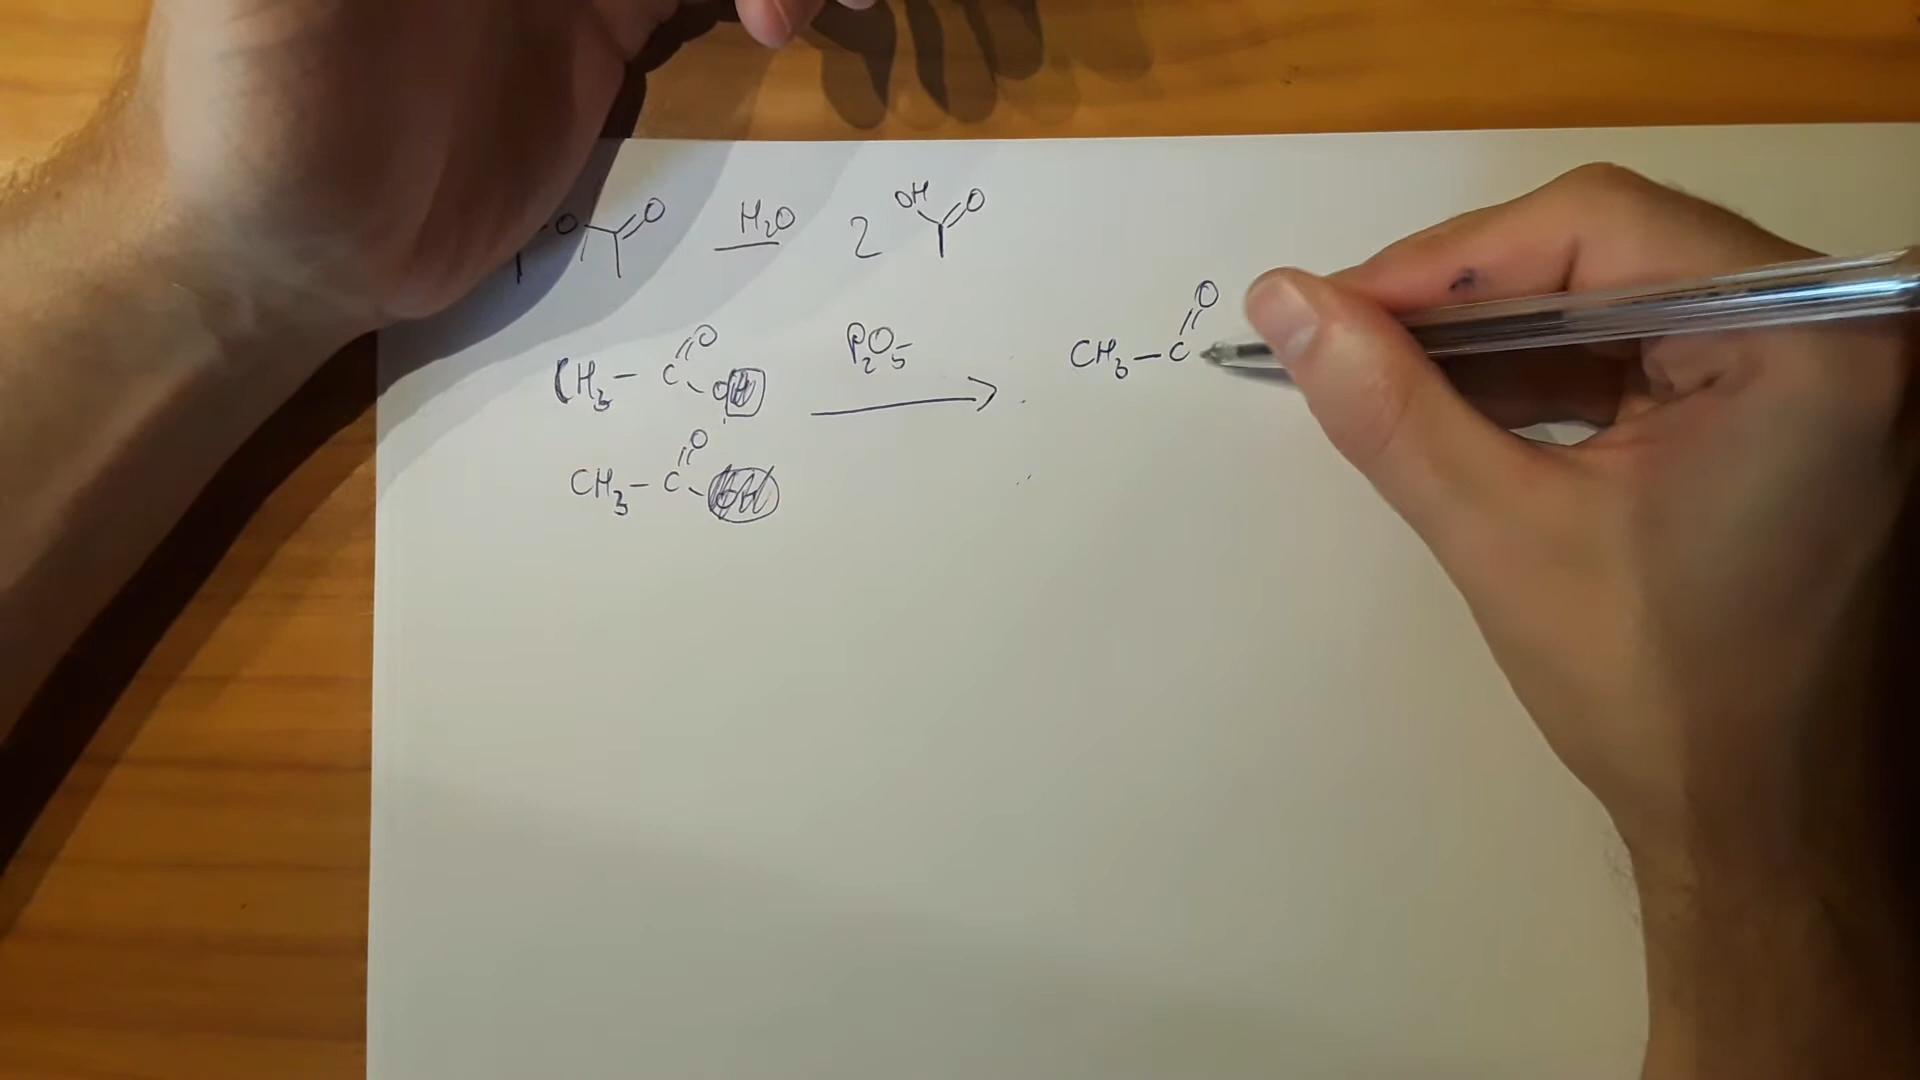 O O H₂O 2 OH O
O
CH₃ – C – OH P₂O₅ CH₃ – C O
O
CH₃ – C – OH